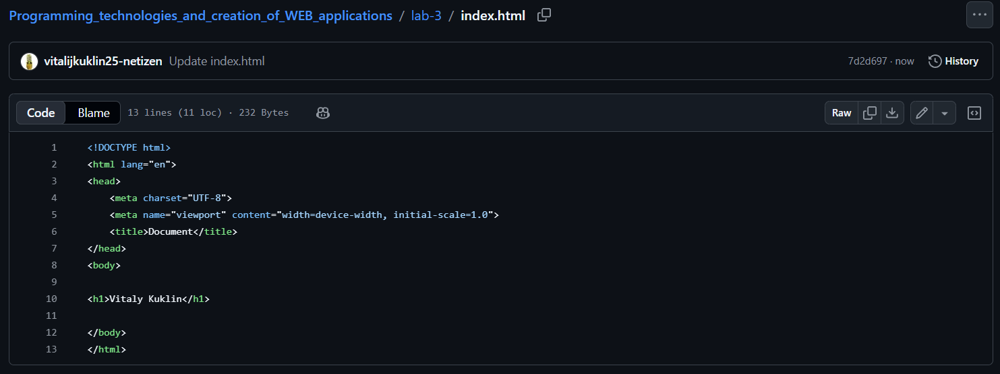 Programming_technologies_and_creation_of_WEB_applications / lab-3 / index.html
vitalijkuklin25-netizen Update index.html 7d2d697 · now History
Code Blame 13 lines (11 loc) · 232 Bytes Raw
1 <!DOCTYPE html>
2 <html lang="en">
3 <head>
4     <meta charset="UTF-8">
5     <meta name="viewport" content="width=device-width, initial-scale=1.0">
6     <title>Document</title>
7 </head>
8 <body>
9
10 <h1>Vitaly Kuklin</h1>
11
12 </body>
13 </html>